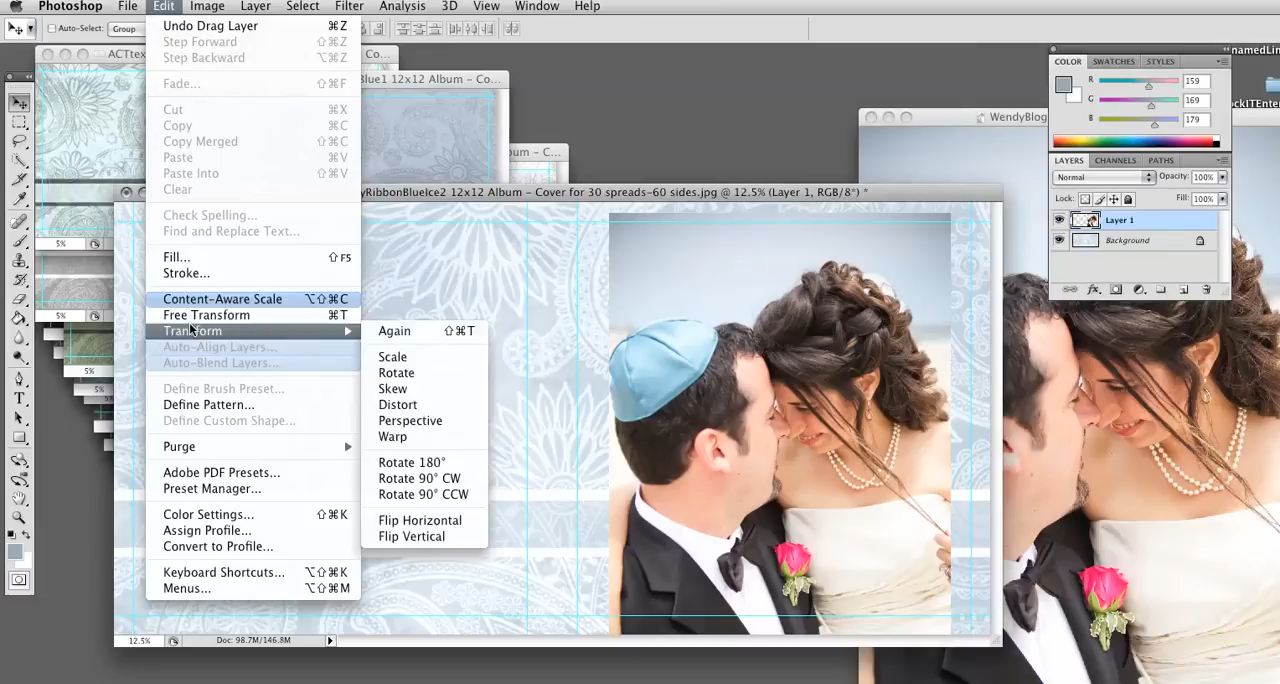 Photoshop File Edit Image Layer Select Filter Analysis 3D View Window Help
Auto-Select: Group
ACTtex Co...
Blue1 12x12 Album - Co...
bum - C...
yRibbonBlueIce2 12x12 Album - Cover for 30 spreads-60 sides.jpg @ 12.5% (Layer 1, RGB/8*) *
WendyBlog
namedLin
ockITEnter
Undo Drag Layer ⌘Z
Step Forward ⇧⌘Z
Step Backward ⌥⌘Z
Fade... ⇧⌘F
Cut ⌘X
Copy ⌘C
Copy Merged ⇧⌘C
Paste ⌘V
Paste Into ⇧⌘V
Clear
Check Spelling...
Find and Replace Text...
Fill... ⇧F5
Stroke...
Content-Aware Scale ⌥⇧⌘C
Free Transform ⌘T
Transform
Auto-Align Layers...
Auto-Blend Layers...
Define Brush Preset...
Define Pattern...
Define Custom Shape...
Purge
Adobe PDF Presets...
Preset Manager...
Color Settings... ⇧⌘K
Assign Profile...
Convert to Profile...
Keyboard Shortcuts... ⌥⇧⌘K
Menus... ⌥⇧⌘M
Again ⇧⌘T
Scale
Rotate
Skew
Distort
Perspective
Warp
Rotate 180°
Rotate 90° CW
Rotate 90° CCW
Flip Horizontal
Flip Vertical
COLOR SWATCHES STYLES
R 159
G 169
B 179
LAYERS CHANNELS PATHS
Normal Opacity: 100%
Lock: Fill: 100%
Layer 1
Background
5%
5%
5%
5%
12.5% Doc: 98.7M/146.8M